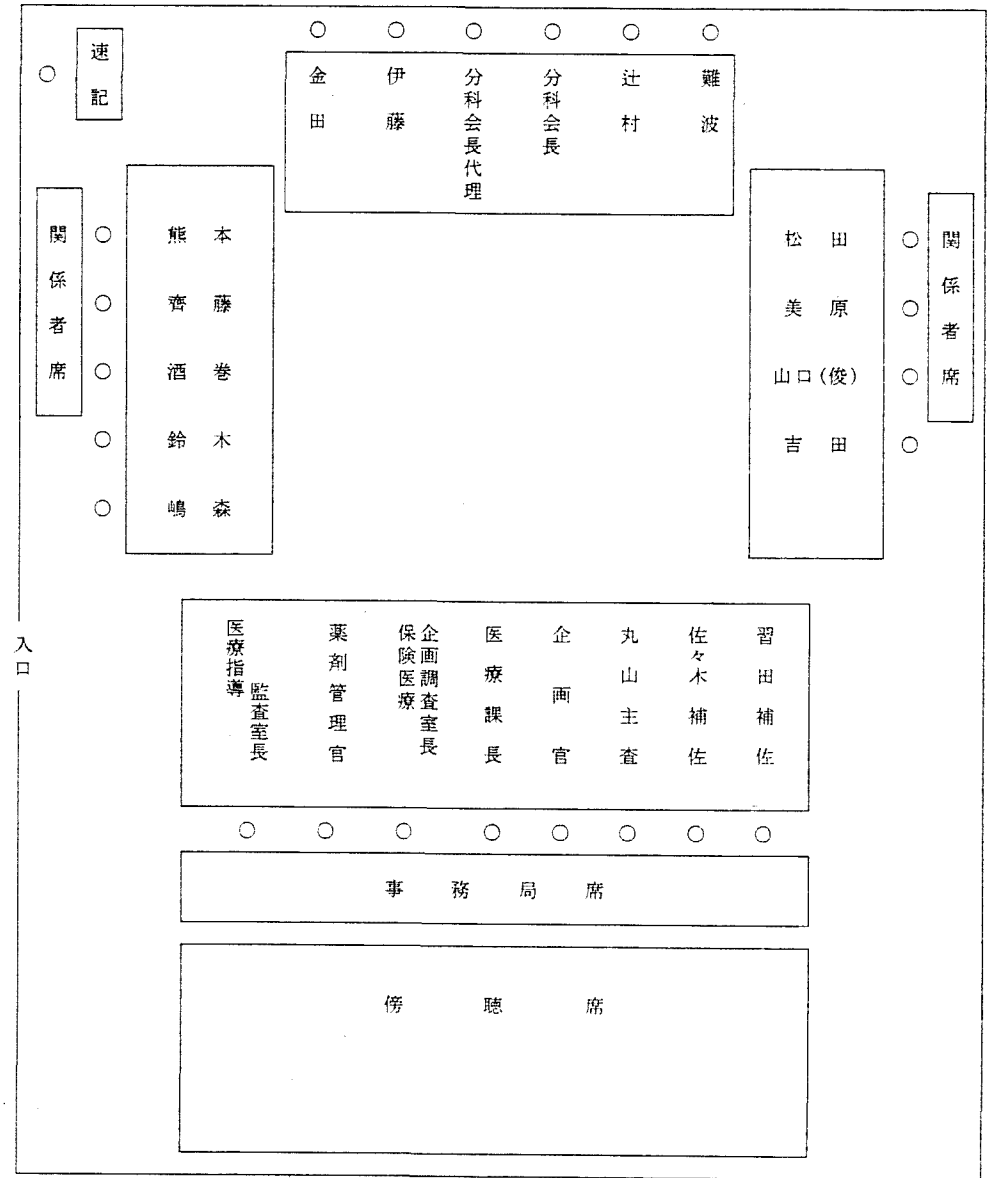 速記
金田
伊藤
分科会長代理
分科会長
辻村
難波
関係者席
熊本
齊藤
酒巻
鈴木
嶋森
松田
美原
山口(俊)
吉田
関係者席
入口
医療指導
監査室長
薬剤管理官
保険医療
企画調査室長
医療課長
企画官
丸山主査
佐々木補佐
習田補佐
事務局席
傍聴席